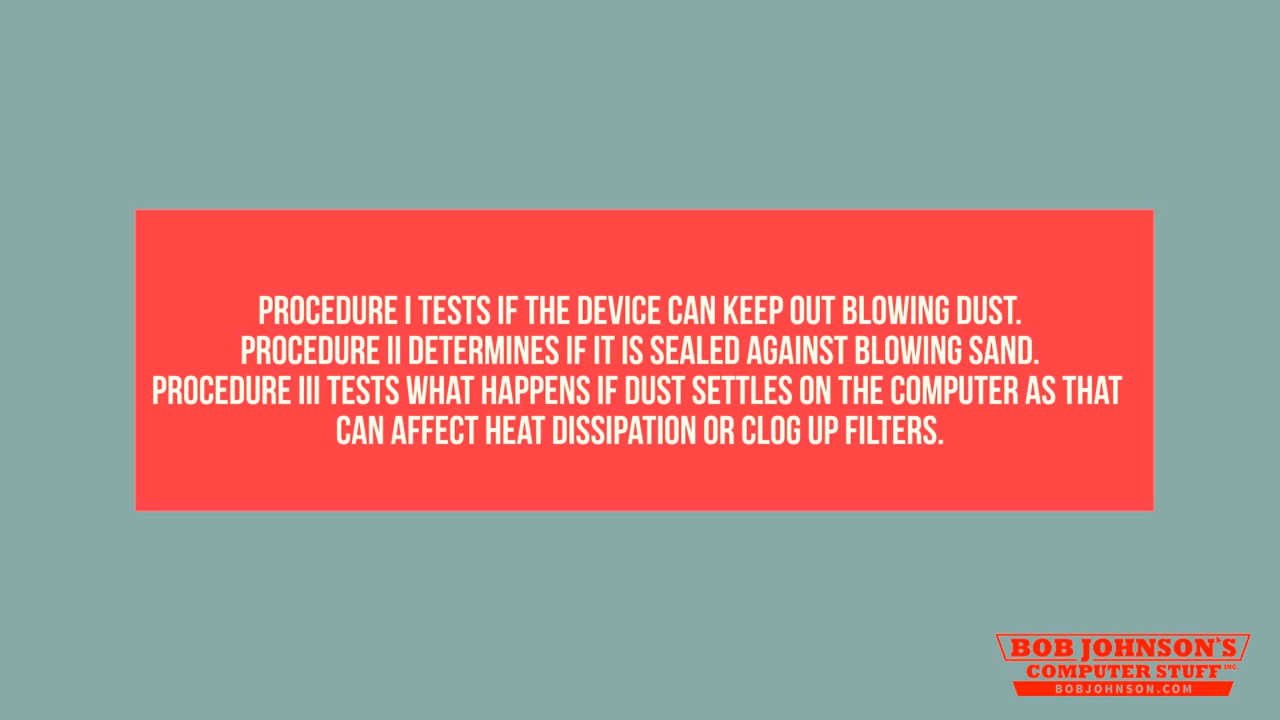 PROCEDURE I TESTS IF THE DEVICE CAN KEEP OUT BLOWING DUST.
PROCEDURE II DETERMINES IF IT IS SEALED AGAINST BLOWING SAND.
PROCEDURE III TESTS WHAT HAPPENS IF DUST SETTLES ON THE COMPUTER AS THAT
CAN AFFECT HEAT DISSIPATION OR CLOG UP FILTERS.
BOB JOHNSON'S
COMPUTER STUFF INC.
BOBJOHNSON.COM